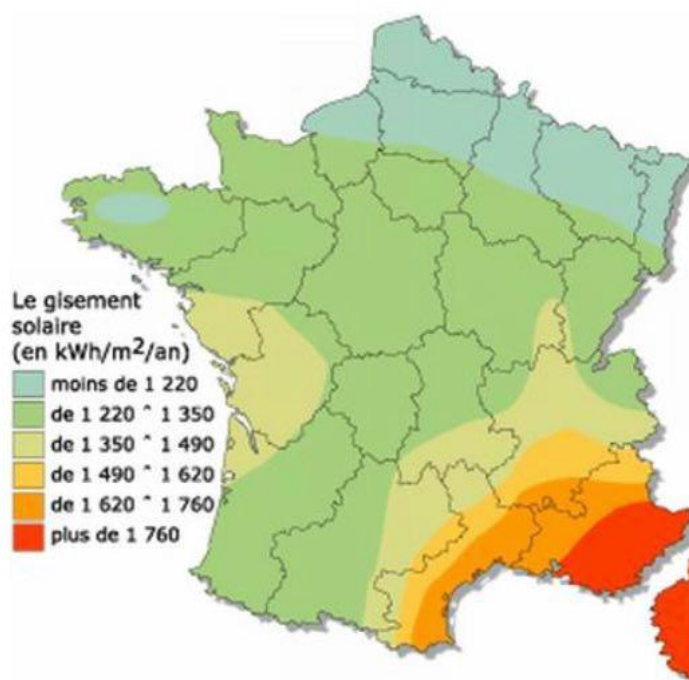 Le gisement
solaire
(en kWh/m²/an)
moins de 1 220
de 1 220 ^ 1 350
de 1 350 ^ 1 490
de 1 490 ^ 1 620
de 1 620 ^ 1 760
plus de 1 760